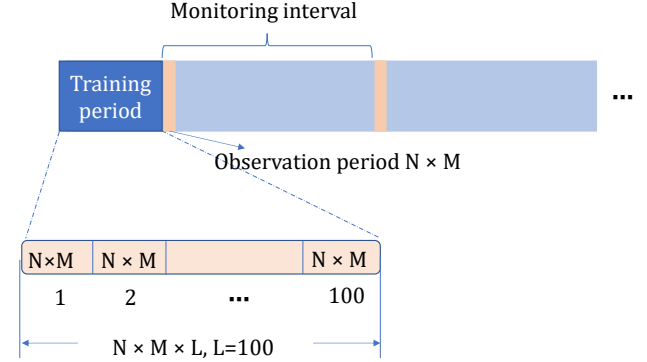 Monitoring interval
Training
period
...
Observation period N × M
N×M N × M N × M
1 2 ... 100
N × M × L, L=100